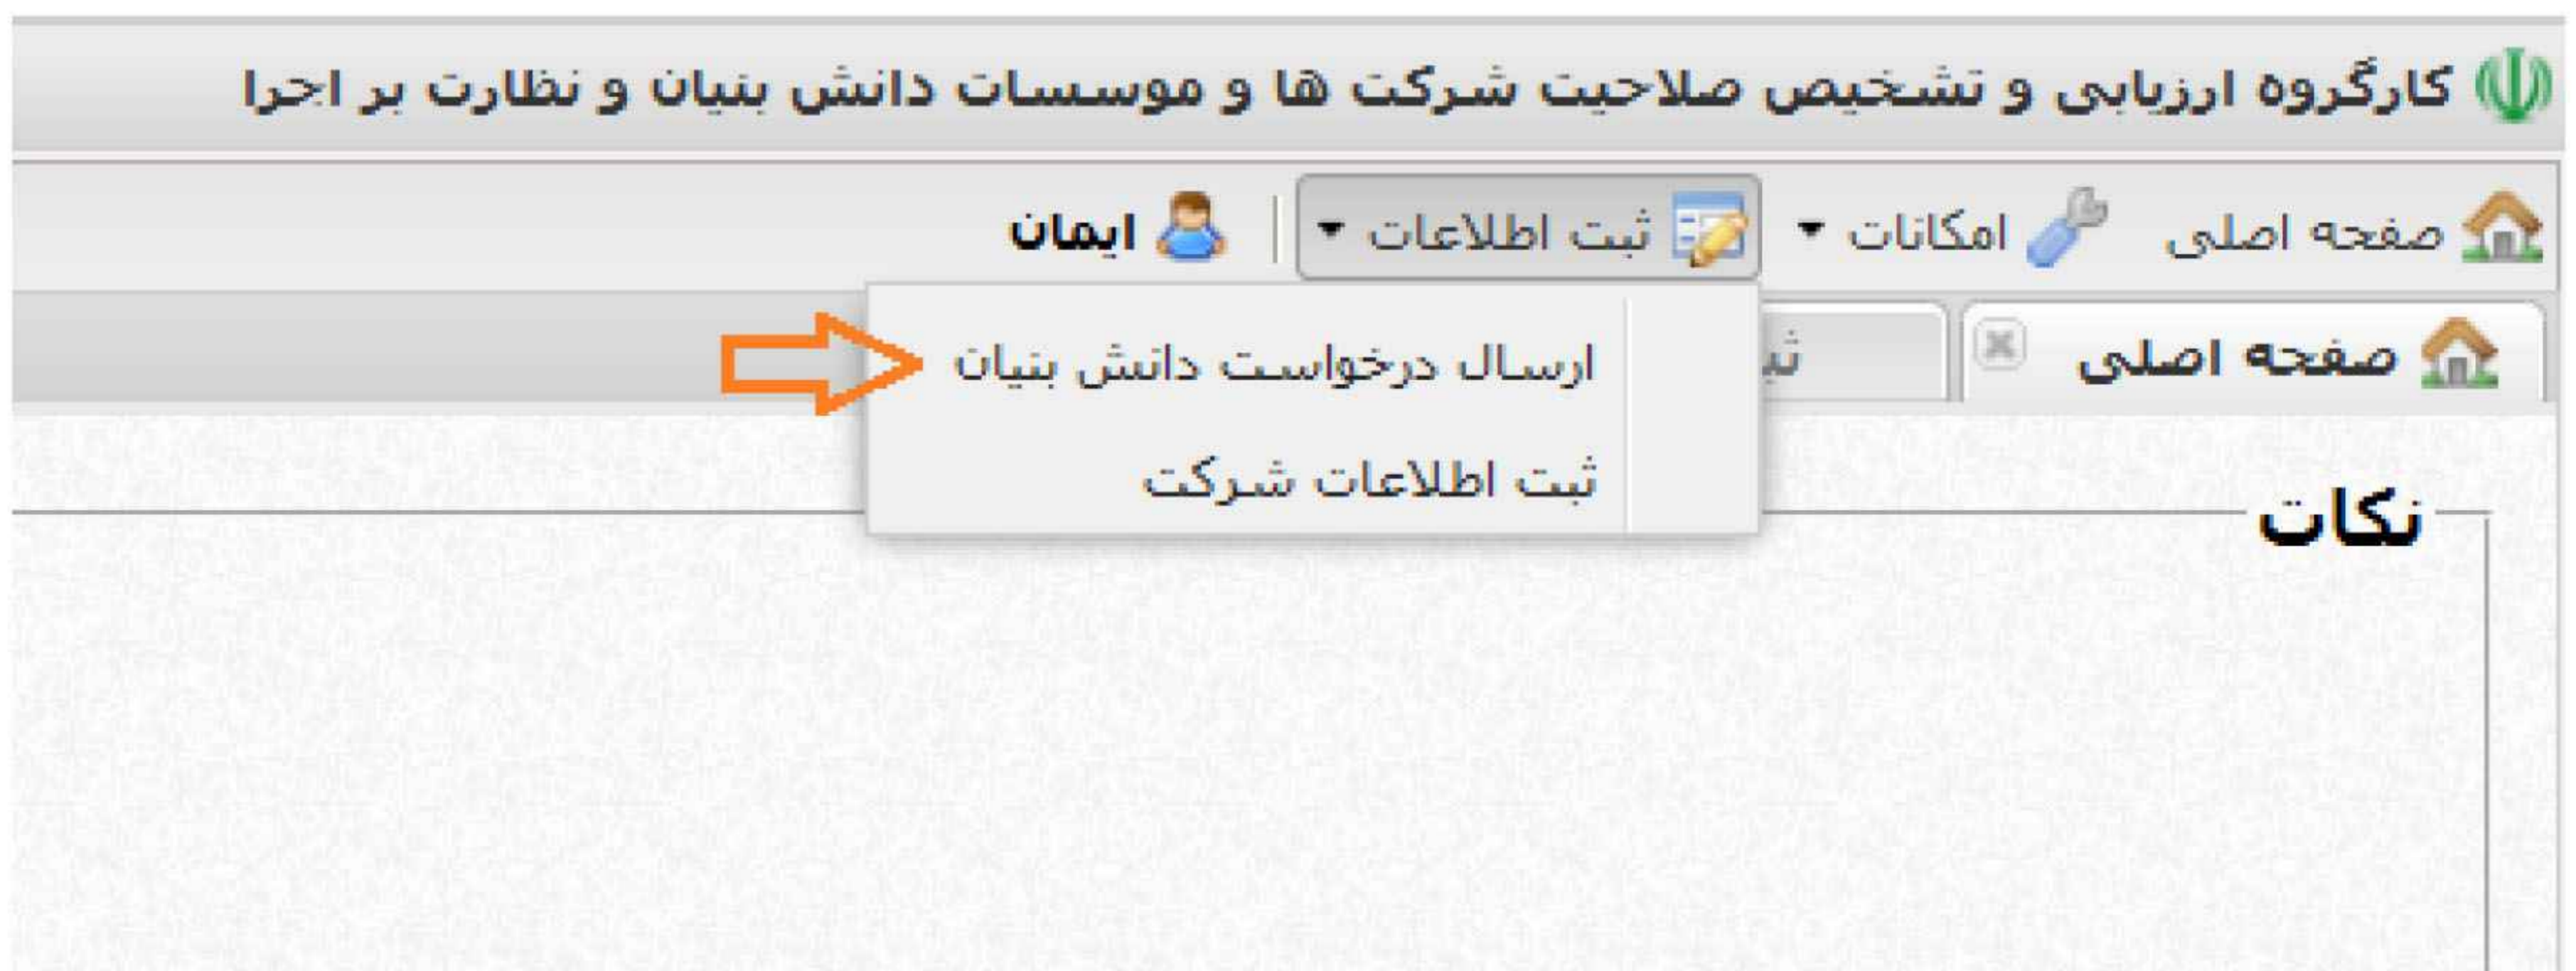 کارگروه ارزیابی و تشخیص صلاحیت شرکت ها و موسسات دانش بنیان و نظارت بر اجرا
صفحه اصلی امکانات ثبت اطلاعات ایمان
صفحه اصلی
ارسال درخواست دانش بنیان
ثبت اطلاعات شرکت
نکات